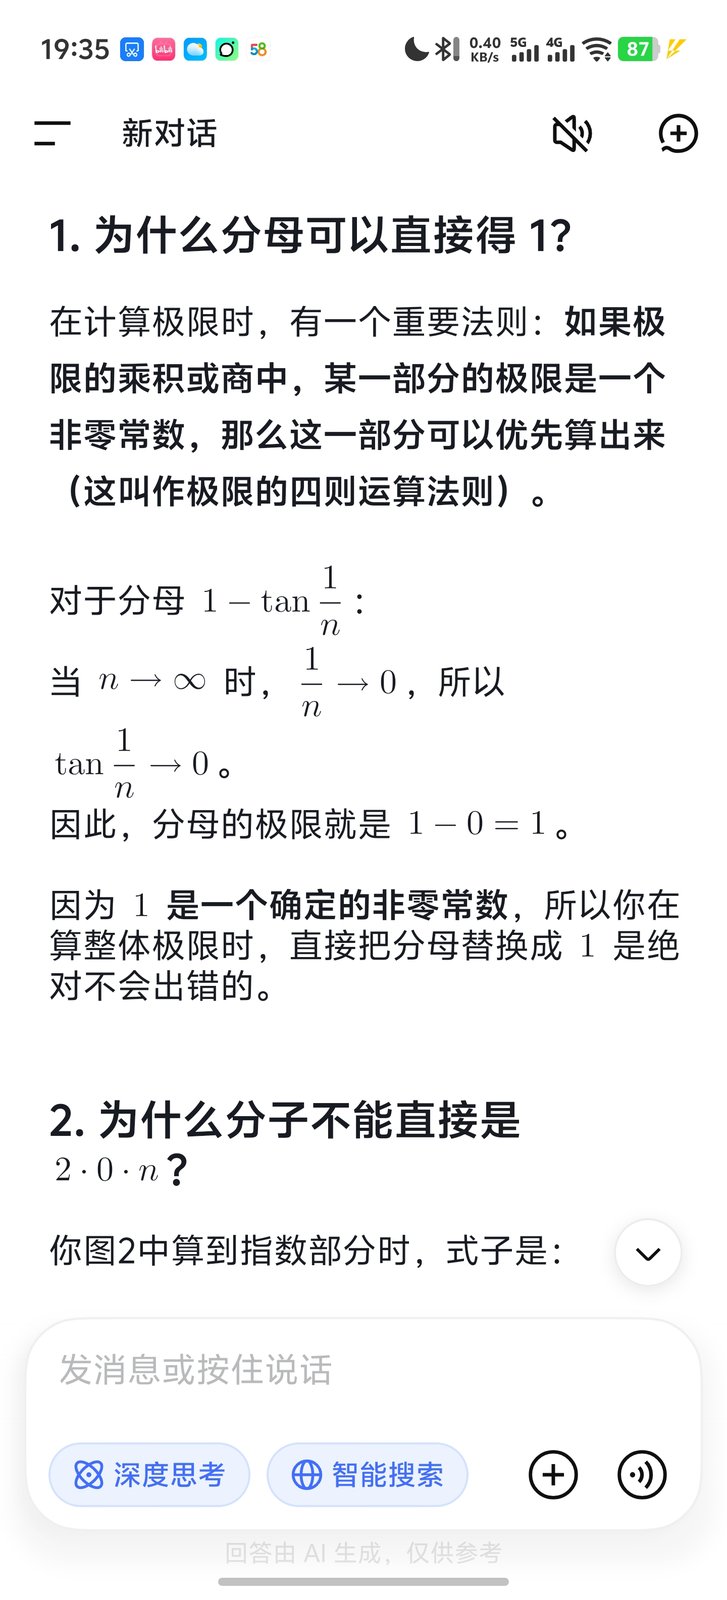 19:35 58 0.40 KB/s 5G 4G 87
新对话
1. 为什么分母可以直接得 1?
在计算极限时，有一个重要法则：如果极
限的乘积或商中，某一部分的极限是一个
非零常数，那么这一部分可以优先算出来
（这叫作极限的四则运算法则）。
对于分母 1 − tan 1/n：
当 n → ∞ 时， 1/n → 0，所以
tan 1/n → 0。
因此，分母的极限就是 1 − 0 = 1。
因为 1 是一个确定的非零常数，所以你在
算整体极限时，直接把分母替换成 1 是绝
对不会出错的。
2. 为什么分子不能直接是
2 · 0 · n？
你图2中算到指数部分时，式子是：
发消息或按住说话
深度思考 智能搜索
回答由 AI 生成，仅供参考